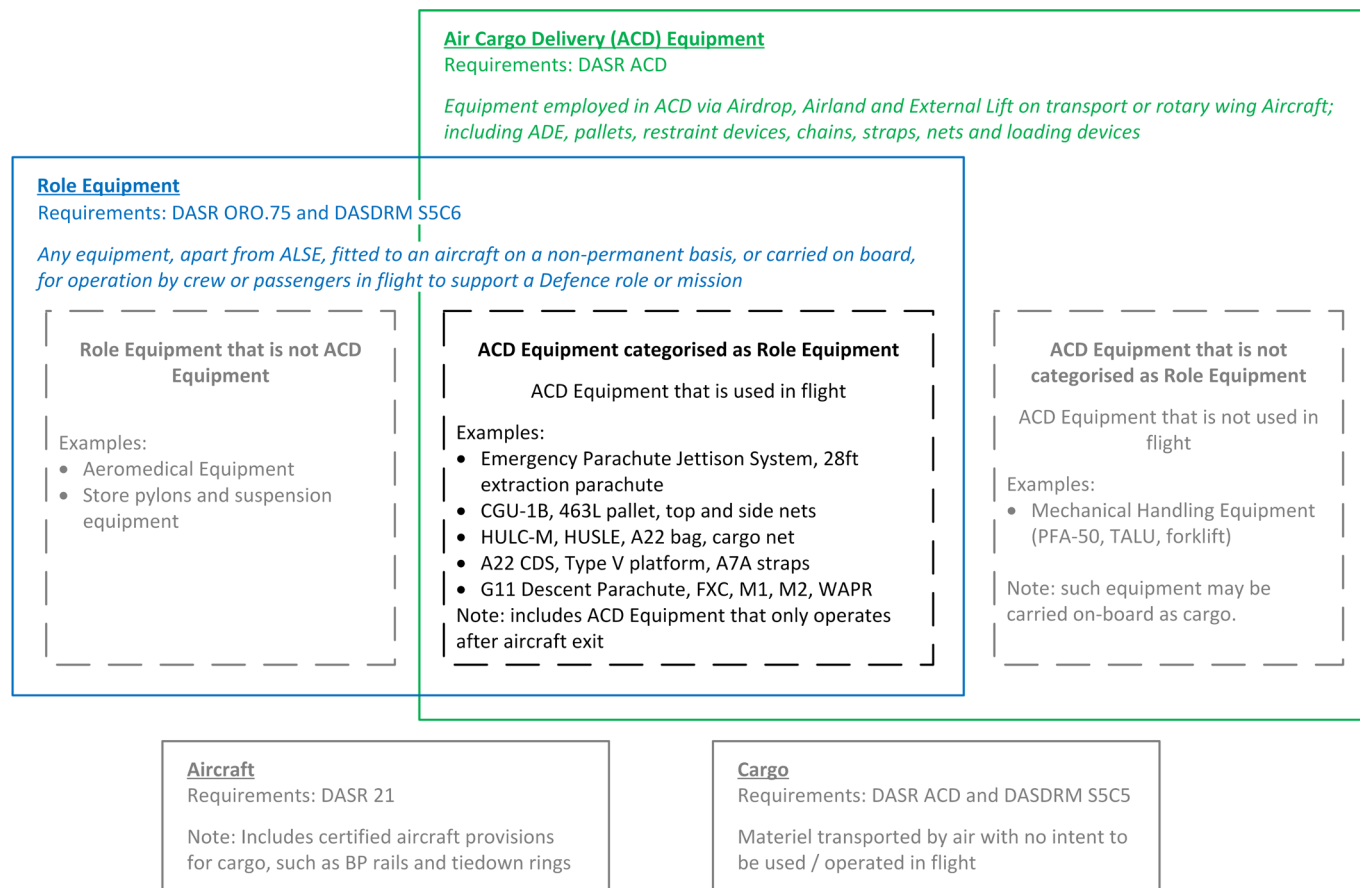 Air Cargo Delivery (ACD) Equipment
Requirements: DASR ACD
Equipment employed in ACD via Airdrop, Airland and External Lift on transport or rotary wing Aircraft;
including ADE, pallets, restraint devices, chains, straps, nets and loading devices
Role Equipment
Requirements: DASR ORO.75 and DASDRM S5C6
Any equipment, apart from ALSE, fitted to an aircraft on a non-permanent basis, or carried on board,
for operation by crew or passengers in flight to support a Defence role or mission
Role Equipment that is not ACD
Equipment
Examples:
• Aeromedical Equipment
• Store pylons and suspension
equipment
ACD Equipment categorised as Role Equipment
ACD Equipment that is used in flight
Examples:
• Emergency Parachute Jettison System, 28ft
extraction parachute
• CGU-1B, 463L pallet, top and side nets
• HULC-M, HUSLE, A22 bag, cargo net
• A22 CDS, Type V platform, A7A straps
• G11 Descent Parachute, FXC, M1, M2, WAPR
Note: includes ACD Equipment that only operates
after aircraft exit
ACD Equipment that is not
categorised as Role Equipment
ACD Equipment that is not used in
flight
Examples:
• Mechanical Handling Equipment
(PFA-50, TALU, forklift)
Note: such equipment may be
carried on-board as cargo.
Aircraft
Requirements: DASR 21
Note: Includes certified aircraft provisions
for cargo, such as BP rails and tiedown rings
Cargo
Requirements: DASR ACD and DASDRM S5C5
Materiel transported by air with no intent to
be used / operated in flight